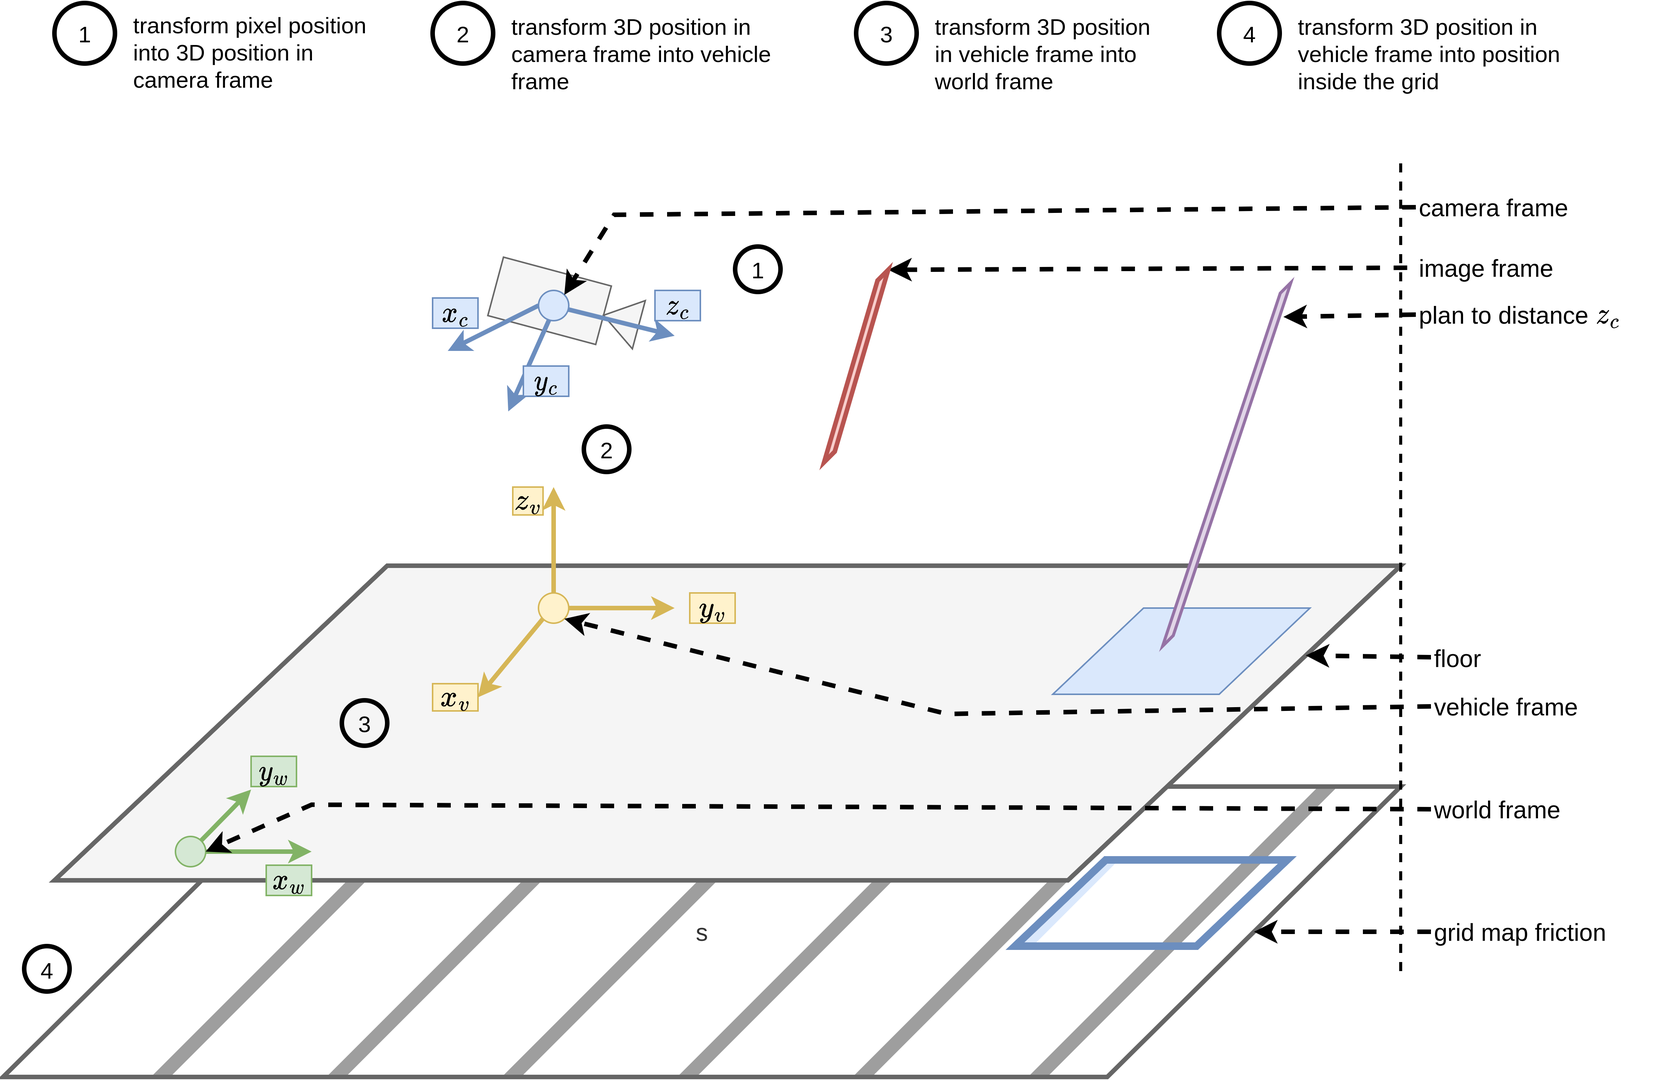 1
transform pixel position
into 3D position in
camera frame
2
transform 3D position in
camera frame into vehicle
frame
3
transform 3D position
in vehicle frame into
world frame
4
transform 3D position in
vehicle frame into position
inside the grid
camera frame
1
image frame
x_c
z_c
plan to distance z_c
y_c
2
z_v
y_v
floor
x_v
vehicle frame
3
y_w
world frame
x_w
s
grid map friction
4